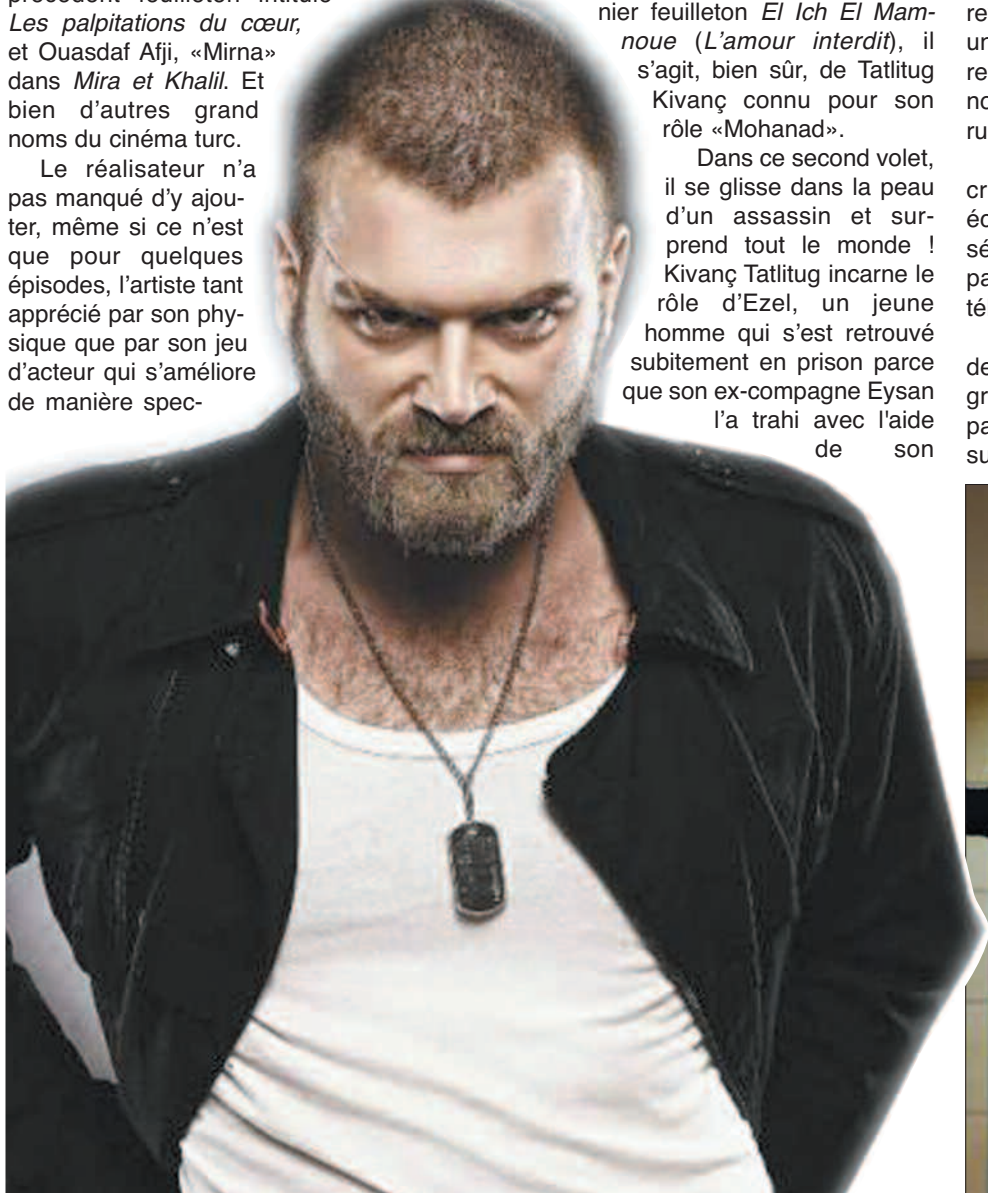 Les palpitations du cœur,
et Ouasdaf Afji, «Mirna»
dans Mira et Khalil. Et
bien d'autres grand
noms du cinéma turc.
Le réalisateur n'a
pas manqué d'y ajou-
ter, même si ce n'est
que pour quelques
épisodes, l'artiste tant
apprécié par son phy-
sique que par son jeu
d'acteur qui s'améliore
de manière spec-
nier feuilleton El Ich El Mam-
noue (L'amour interdit), il
s'agit, bien sûr, de Tatlitug
Kivanç connu pour son
rôle «Mohanad».
Dans ce second volet,
il se glisse dans la peau
d'un assassin et sur-
prend tout le monde !
Kivanç Tatlitug incarne le
rôle d'Ezel, un jeune
homme qui s'est retrouvé
subitement en prison parce
que son ex-compagne Eysan
l'a trahi avec l'aide
de son